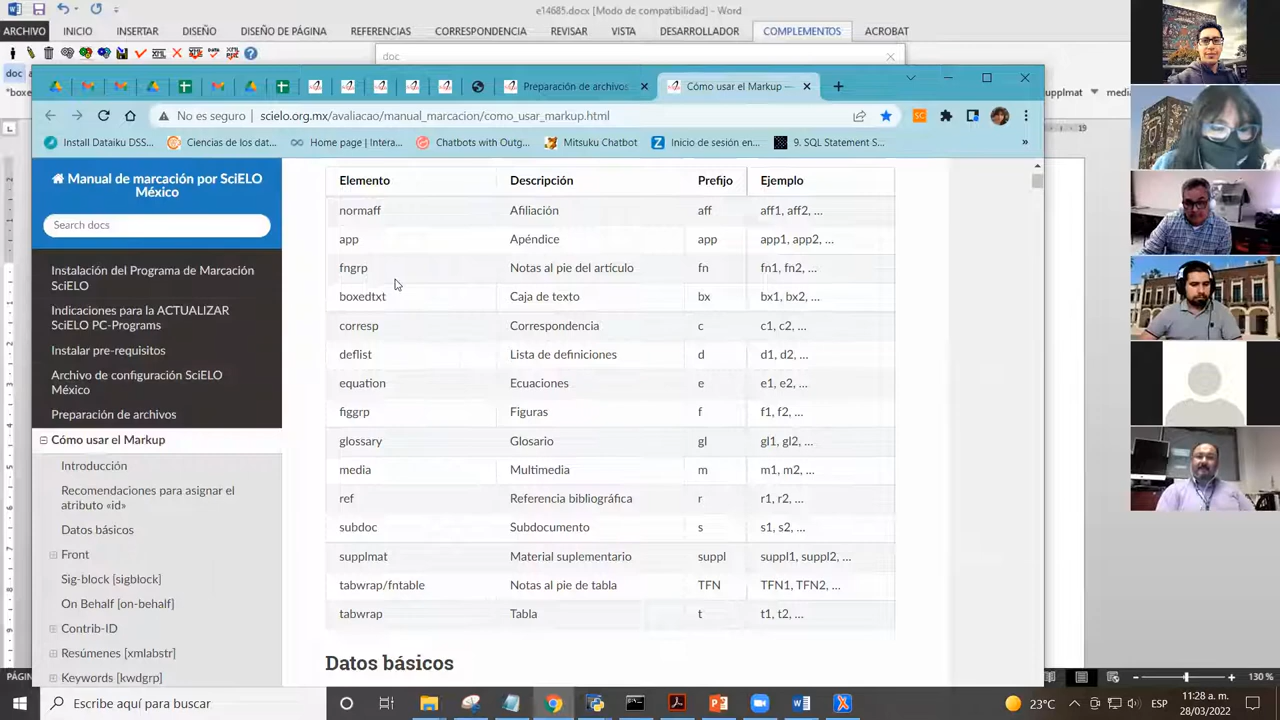 e14685.docx [Modo de compatibilidad] - Word
ARCHIVO INICIO INSERTAR DISEÑO DISEÑO DE PÁGINA REFERENCIAS CORRESPONDENCIA REVISAR VISTA DESARROLLADOR COMPLEMENTOS ACROBAT
doc
doc
Preparación de archivos
Cómo usar el Markup —
No es seguro scielo.org.mx/avaliacao/manual_marcacion/como_usar_markup.html
Install Dataiku DSS... Ciencias de los dat... Home page | Intera... Chatbots with Outg... Mitsuku Chatbot Inicio de sesión en... 9. SQL Statement S... »
19
Manual de marcación por SciELO México
Search docs
Instalación del Programa de Marcación SciELO
Indicaciones para la ACTUALIZAR SciELO PC-Programs
Instalar pre-requisitos
Archivo de configuración SciELO México
Preparación de archivos
Cómo usar el Markup
Introducción
Recomendaciones para asignar el atributo «id»
Datos básicos
Front
Sig-block [sigblock]
On Behalf [on-behalf]
Contrib-ID
Resúmenes [xmlabstr]
Keywords [kwdgrp]
Elemento Descripción Prefijo Ejemplo
normaff Afiliación aff aff1, aff2, ...
app Apéndice app app1, app2, ...
fngrp Notas al pie del artículo fn fn1, fn2, ...
boxedtxt Caja de texto bx bx1, bx2, ...
corresp Correspondencia c c1, c2, ...
deflist Lista de definiciones d d1, d2, ...
equation Ecuaciones e e1, e2, ...
figgrp Figuras f f1, f2, ...
glossary Glosario gl gl1, gl2, ...
media Multimedia m m1, m2, ...
ref Referencia bibliográfica r r1, r2, ...
subdoc Subdocumento s s1, s2, ...
supplmat Material suplementario suppl suppl1, suppl2, ...
tabwrap/fntable Notas al pie de tabla TFN TFN1, TFN2, ...
tabwrap Tabla t t1, t2, ...
Datos básicos
130 %
Escribe aquí para buscar
23°C
ESP
11:28 a. m.
28/03/2022